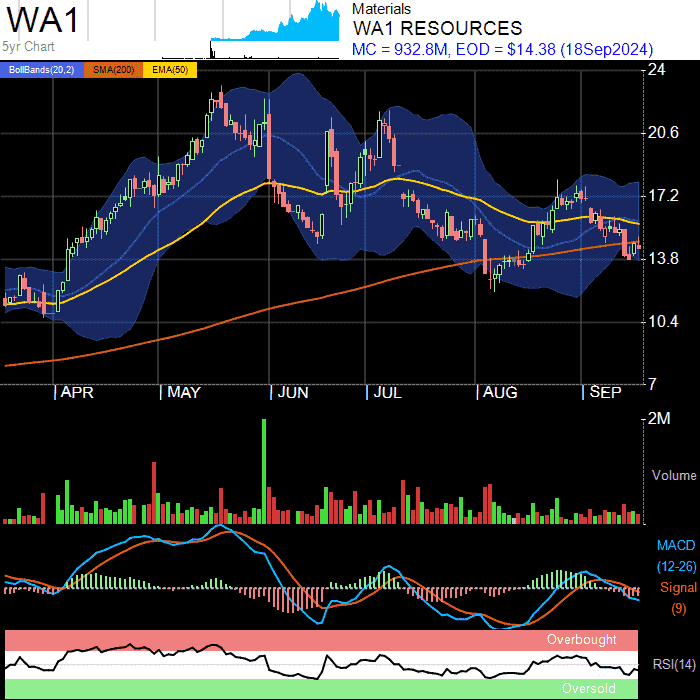 WA1
5yr Chart
Materials
WA1 RESOURCES
MC = 932.8M, EOD = $14.38 (18Sep2024)
BollBands(20,2) SMA(200) EMA(50)
24
20.6
17.2
13.8
10.4
7
APR MAY JUN JUL AUG SEP
2M
Volume
MACD
(12-26)
Signal
(9)
Overbought
RSI(14)
Oversold